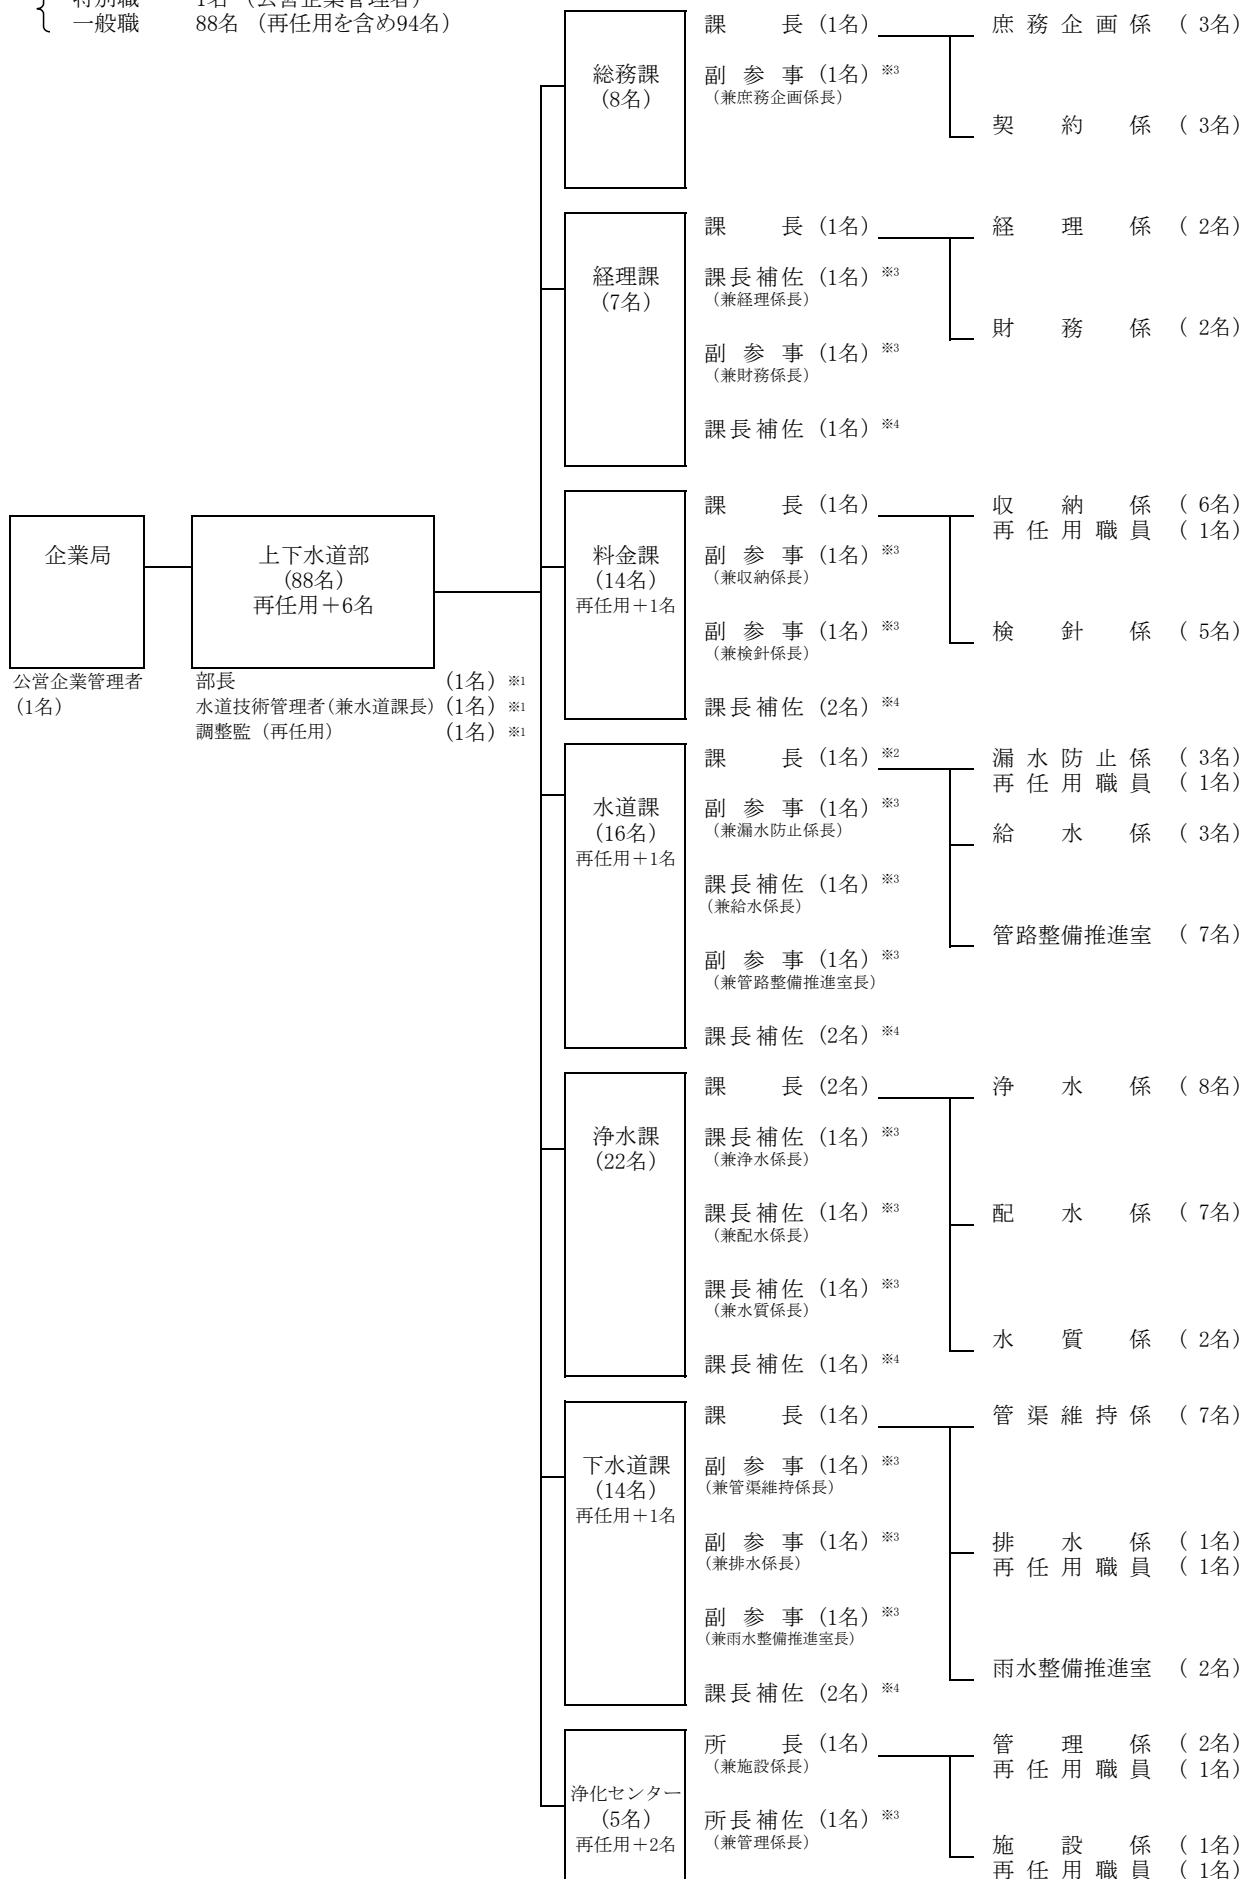 特別職 1名 (公営企業管理者)
一般職 88名 (再任用を含め94名)
企業局
公営企業管理者
(1名)
上下水道部
(88名)
再任用+6名
部長 (1名) ※1
水道技術管理者(兼水道課長) (1名) ※1
調整監 (再任用) (1名) ※1
総務課
(8名)
課長 (1名)
副参事 (1名) ※3
(兼庶務企画係長)
庶務企画係 ( 3名)
契約係 ( 3名)
経理課
(7名)
課長 (1名)
課長補佐 (1名) ※3
(兼経理係長)
副参事 (1名) ※3
(兼財務係長)
課長補佐 (1名) ※4
経理係 ( 2名)
財務係 ( 2名)
料金課
(14名)
再任用+1名
課長 (1名)
副参事 (1名) ※3
(兼収納係長)
副参事 (1名) ※3
(兼検針係長)
課長補佐 (2名) ※4
収納係 ( 6名)
再任用職員 ( 1名)
検針係 ( 5名)
水道課
(16名)
再任用+1名
課長 (1名) ※2
副参事 (1名) ※3
(兼漏水防止係長)
課長補佐 (1名) ※3
(兼給水係長)
副参事 (1名) ※3
(兼管路整備推進室長)
課長補佐 (2名) ※4
漏水防止係 ( 3名)
再任用職員 ( 1名)
給水係 ( 3名)
管路整備推進室 ( 7名)
浄水課
(22名)
課長 (2名)
課長補佐 (1名) ※3
(兼浄水係長)
課長補佐 (1名) ※3
(兼配水係長)
課長補佐 (1名) ※3
(兼水質係長)
課長補佐 (1名) ※4
浄水係 ( 8名)
配水係 ( 7名)
水質係 ( 2名)
下水道課
(14名)
再任用+1名
課長 (1名)
副参事 (1名) ※3
(兼管渠維持係長)
副参事 (1名) ※3
(兼排水係長)
副参事 (1名) ※3
(兼雨水整備推進室長)
課長補佐 (2名) ※4
管渠維持係 ( 7名)
排水係 ( 1名)
再任用職員 ( 1名)
雨水整備推進室 ( 2名)
浄化センター
(5名)
再任用+2名
所長 (1名)
(兼施設係長)
所長補佐 (1名) ※3
(兼管理係長)
管理係 ( 2名)
再任用職員 ( 1名)
施設係 ( 1名)
再任用職員 ( 1名)